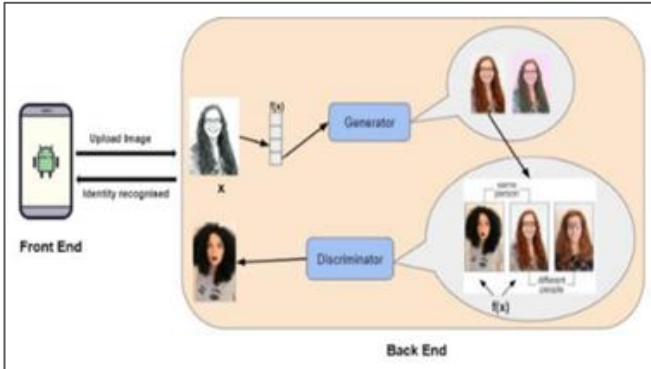 Upload Image
Identity recognised
Front End
x
f(x)
Generator
same
person
Discriminator
different
people
f(x)
Back End